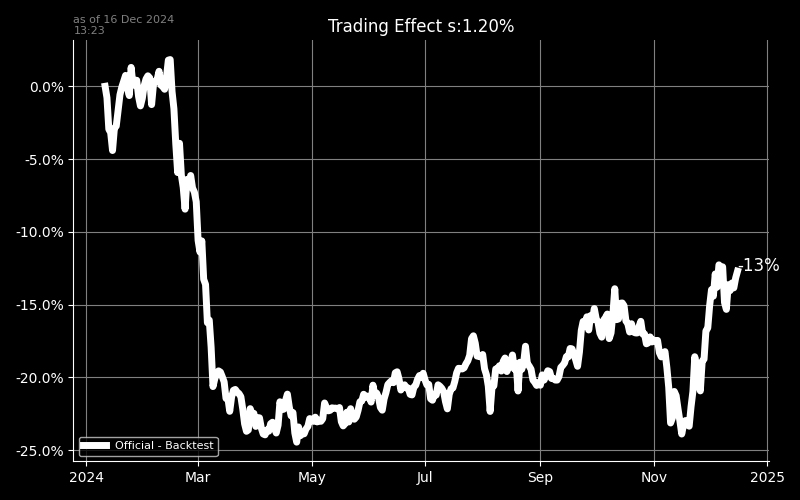 as of 16 Dec 2024
13:23
Trading Effect s:1.20%
0.0%
-5.0%
-10.0%
-15.0%
-20.0%
-25.0%
-13%
Official - Backtest
2024
Mar
May
Jul
Sep
Nov
2025